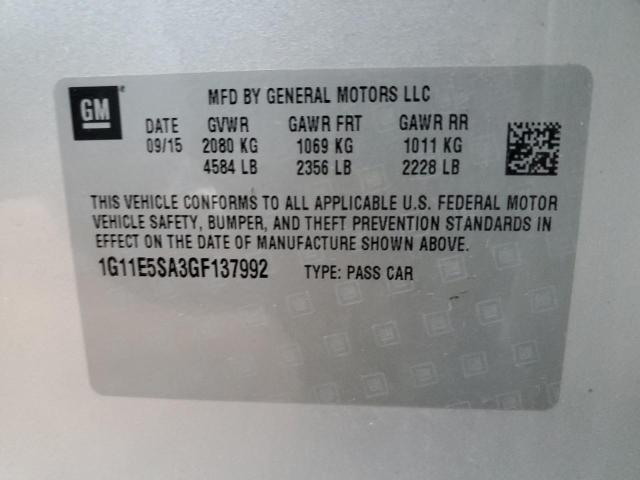 GM
MFD BY GENERAL MOTORS LLC
DATE GVWR GAWR FRT GAWR RR
09/15 2080 KG 1069 KG 1011 KG
4584 LB 2356 LB 2228 LB
THIS VEHICLE CONFORMS TO ALL APPLICABLE U.S. FEDERAL MOTOR
VEHICLE SAFETY, BUMPER, AND THEFT PREVENTION STANDARDS IN
EFFECT ON THE DATE OF MANUFACTURE SHOWN ABOVE.
1G11E5SA3GF137992 TYPE: PASS CAR